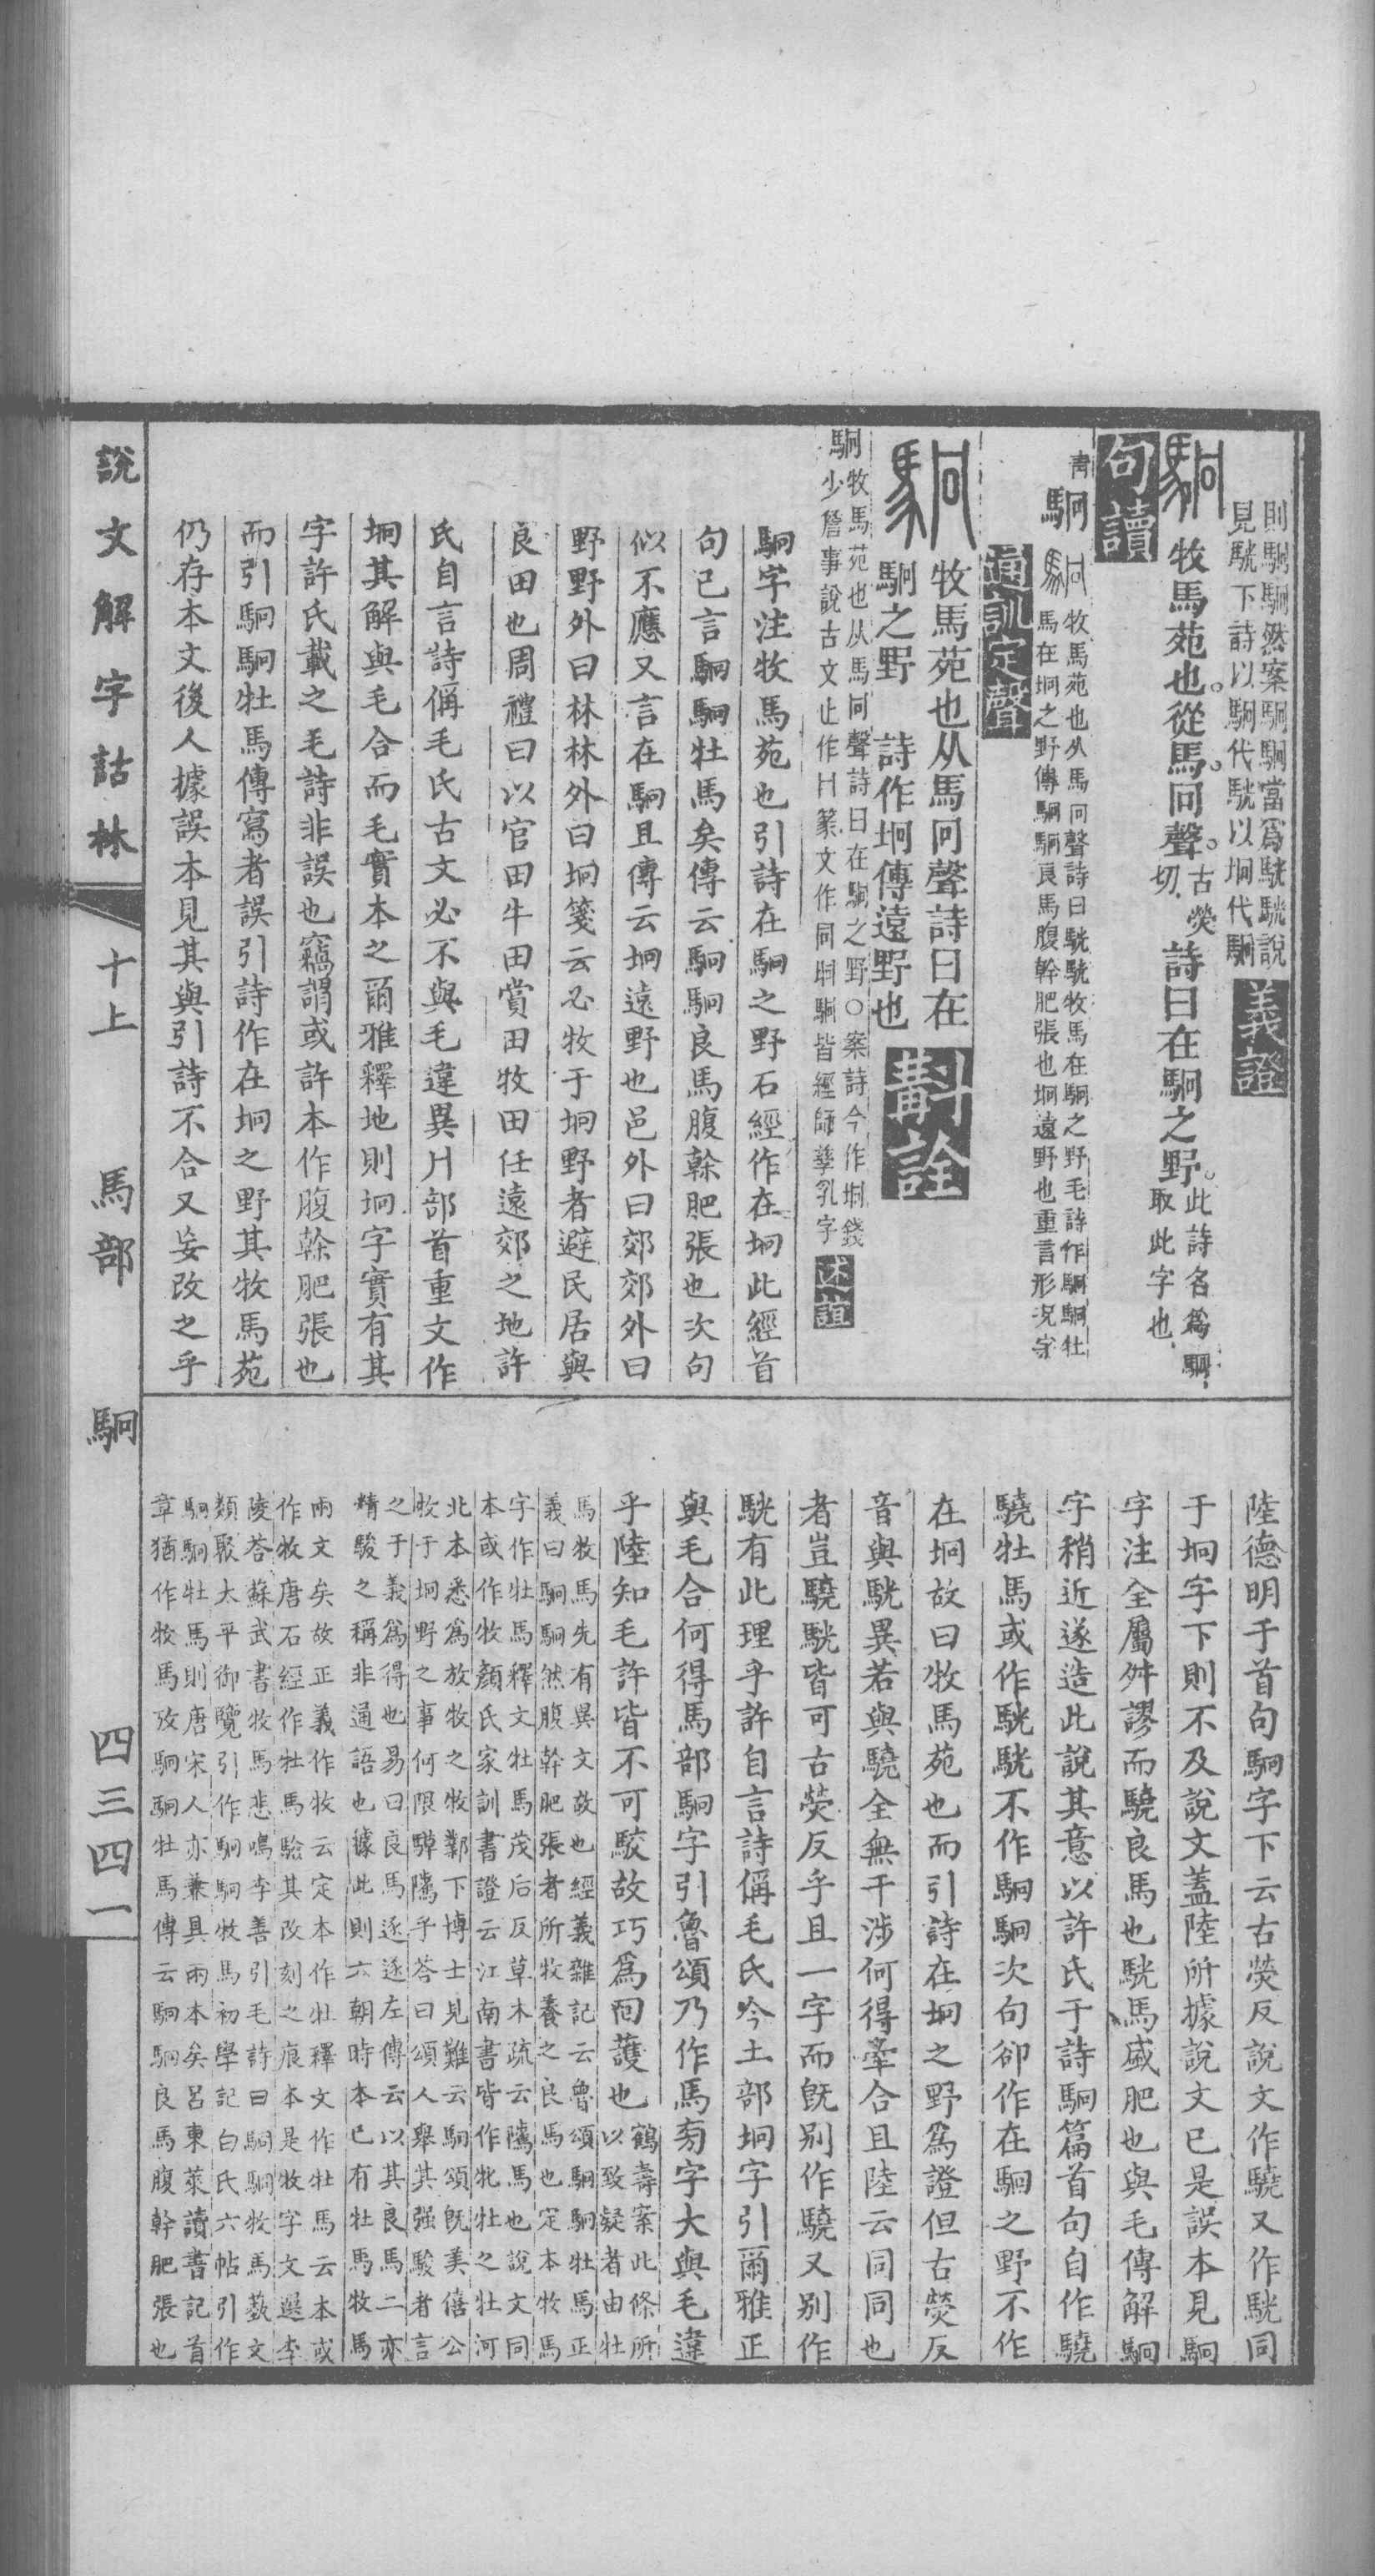 則駉駉然案駉駉當爲駫駫說
見駫下詩以駉代駫以坰代駉
義證
駉
牧馬苑也從馬冋聲古熒切詩曰在駉之野此詩名爲駉取此字也
句讀
靑駉
駉牧馬苑也从馬冋聲詩曰駫駫牧馬在駉之野毛詩作駉駉牡
馬在坰之野傳駉駉良馬腹幹肥張也坰遠野也重言形況字
通訓定聲
駉
牧馬苑也从馬冋聲詩曰在
駉之野 詩作坰傳遠野也
斠詮
駉牧馬苑也从馬冋聲詩曰在駉之野○案詩今作坰錢
少詹事說古文止作冂篆文作冋坰駉皆經師孳乳字
述誼
駉字注牧馬苑也引詩在駉之野石經作在坰此經首
句已言駉駉牡馬矣傳云駉駉良馬腹榦肥張也次句
似不應又言在駉且傳云坰遠野也邑外曰郊郊外曰
野野外曰林林外曰坰箋云必牧于坰野者避民居與
良田也周禮曰以官田牛田賞田牧田任遠郊之地許
氏自言詩偁毛氏古文必不與毛違異冂部首重文作
坰其解與毛合而毛實本之爾雅釋地則坰字實有其
字許氏載之毛詩非誤也竊謂或許本作腹榦肥張也
而引駉駉牡馬傳寫者誤引詩作在坰之野其牧馬苑
仍存本文後人據誤本見其與引詩不合又妄改之乎
陸德明于首句駉字下云古熒反說文作驍又作駫同
于坰字下則不及說文蓋陸所據說文已是誤本見駉
字注全屬舛謬而驍良馬也駫馬盛肥也與毛傳解駉
字稍近遂造此說其意以許氏于詩駉篇首句自作驍
驍牡馬或作駫駫不作駉駉次句卻作在駉之野不作
在坰故曰牧馬苑也而引詩在坰之野爲證但古熒反
音與駫異若與驍全無干涉何得牽合且陸云同同也
者豈驍駫皆可古熒反乎且一字而旣別作驍又別作
駫有此理乎許自言詩偁毛氏今土部坰字引爾雅正
與毛合何得馬部駉字引魯頌乃作馬旁字大與毛違
乎陸知毛許皆不可駮故巧爲回護也鶴壽案此條所
以致疑者由牡
馬牧馬先有異文故也經義雜記云魯頌駉駉牡馬正
義曰駉駉然腹幹肥張者所牧養之良馬也定本牧馬
字作牡馬釋文牡馬茂后反草木疏云騭馬也說文同
本或作牧顏氏家訓書證云江南書皆作牝牡之牡河
北本悉爲放牧之牧鄴下博士見難云駉頌旣美僖公
牧于坰野之事何限騲騭乎荅曰頌人舉其强駿者言
之于義爲得也易曰良馬逐逐左傳云以其良馬二亦
精駿之稱非通語也據此則六朝時本已有牡馬牧馬
兩文矣故正義作牧云定本作牡釋文作牡馬云本或
作牧唐石經作牡馬驗其改刻之痕本是牧字文選李
陵荅蘇武書牧馬悲鳴李善引毛詩曰駉駉牧馬藝文
類聚太平御覽引作駉駉牧馬初學記白氏六帖引作
駉駉牡馬則唐宋人亦兼具兩本矣呂東萊讀書記首
章猶作牧馬攷駉駉牡馬傳云駉駉良馬腹幹肥張也
說文解字詁林 十上 馬部 駉 四三四一